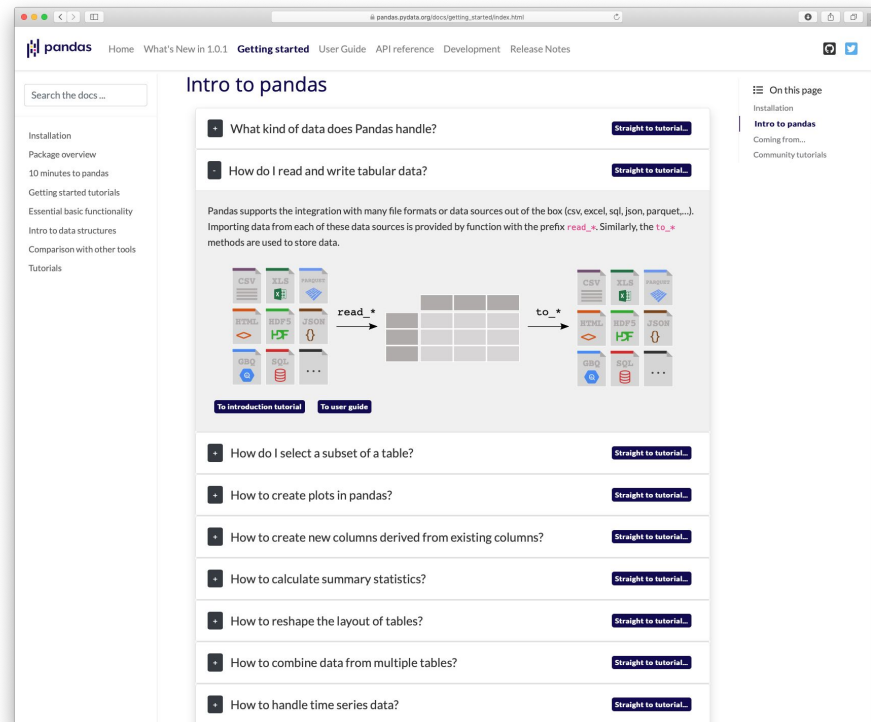 pandas.pydata.org/docs/getting_started/index.html
pandas Home What's New in 1.0.1 Getting started User Guide API reference Development Release Notes
Search the docs ...
Installation
Package overview
10 minutes to pandas
Getting started tutorials
Essential basic functionality
Intro to data structures
Comparison with other tools
Tutorials
Intro to pandas
+ What kind of data does Pandas handle? Straight to tutorial...
- How do I read and write tabular data? Straight to tutorial...
Pandas supports the integration with many file formats or data sources out of the box (csv, excel, sql, json, parquet,...).
Importing data from each of these data sources is provided by function with the prefix read_*. Similarly, the to_*
methods are used to store data.
CSV XLS PARQUET
HTML HDF5 JSON
<> HDF {}
GBQ SQL
...
read_*
to_*
CSV XLS PARQUET
HTML HDF5 JSON
<> HDF {}
GBQ SQL
...
To introduction tutorial To user guide
+ How do I select a subset of a table? Straight to tutorial...
+ How to create plots in pandas? Straight to tutorial...
+ How to create new columns derived from existing columns? Straight to tutorial...
+ How to calculate summary statistics? Straight to tutorial...
+ How to reshape the layout of tables? Straight to tutorial...
+ How to combine data from multiple tables? Straight to tutorial...
+ How to handle time series data? Straight to tutorial...
On this page
Installation
Intro to pandas
Coming from...
Community tutorials